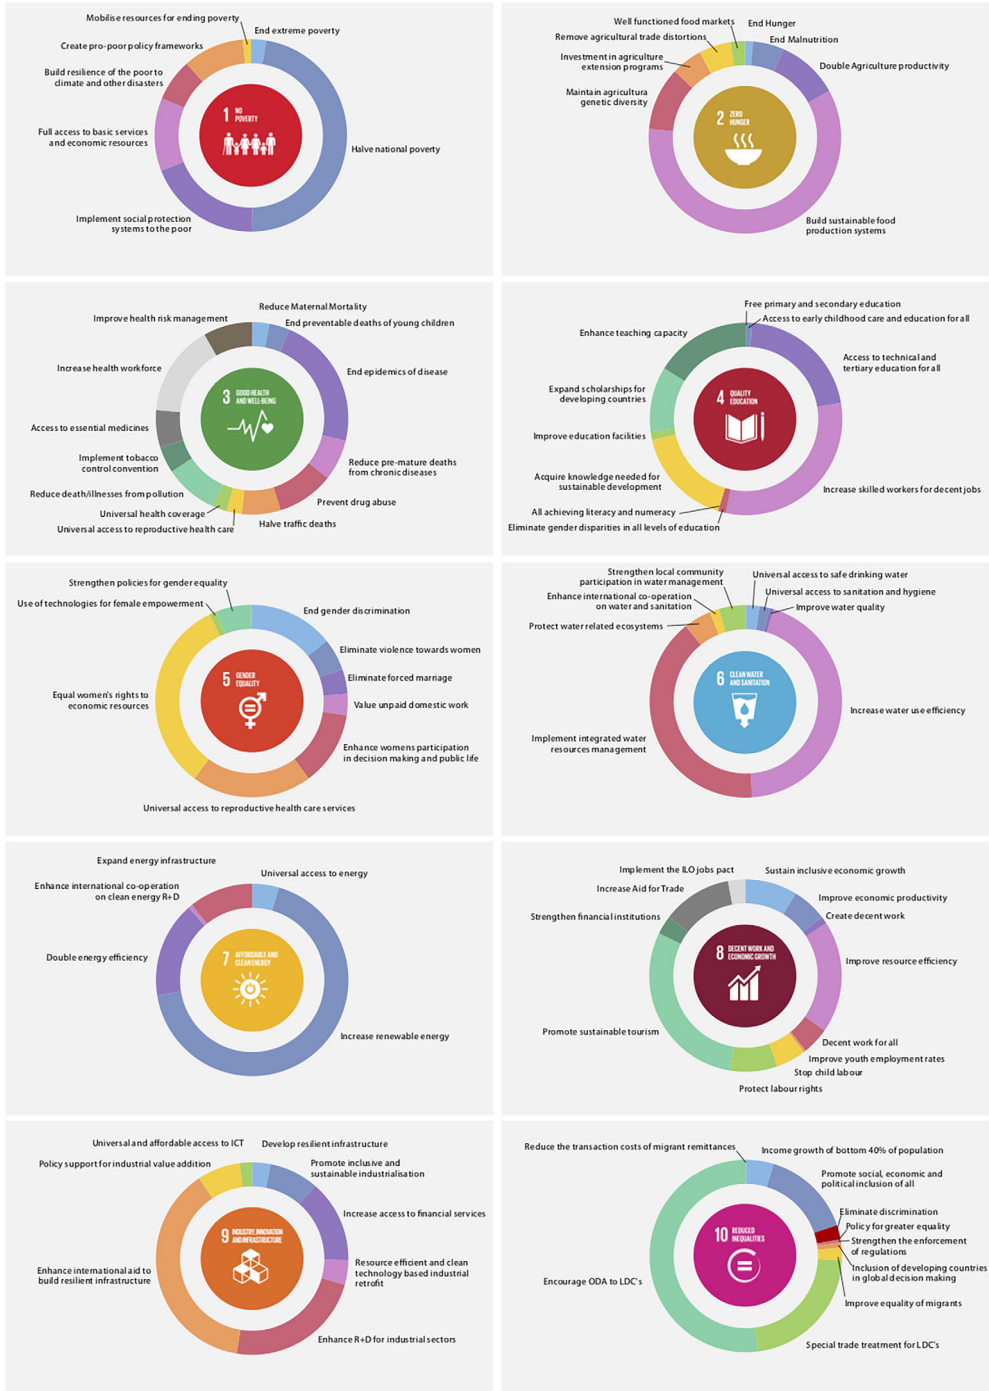 Mobilise resources for ending poverty
End extreme poverty
Create pro-poor policy frameworks
Build resilience of the poor to
climate and other disasters
Full access to basic services
and economic resources
Halve national poverty
Implement social protection
systems to the poor
1 NO
POVERTY
Well functioned food markets
End Hunger
Remove agricultural trade distortions
End Malnutrition
Investment in agriculture
extension programs
Double Agriculture productivity
Maintain agricultura
genetic diversity
2 ZERO
HUNGER
Build sustainable food
production systems
Reduce Maternal Mortality
Improve health risk management
End preventable deaths of young children
Increase health workforce
End epidemics of disease
3 GOOD HEALTH
AND WELL-BEING
Access to essential medicines
Implement tobacco
control convention
Reduce pre-mature deaths
from chronic diseases
Reduce death/illnesses from pollution
Prevent drug abuse
Universal health coverage
Universal access to reproductive health care
Halve traffic deaths
Free primary and secondary education
Access to early childhood care and education for all
Enhance teaching capacity
Access to technical and
tertiary education for all
Expand scholarships for
developing countries
4 QUALITY
EDUCATION
Improve education facilities
Acquire knowledge needed for
sustainable development
Increase skilled workers for decent jobs
All achieving literacy and numeracy
Eliminate gender disparities in all levels of education
Strengthen policies for gender equality
Use of technologies for female empowerment
End gender discrimination
Eliminate violence towards women
5 GENDER
EQUALITY
Eliminate forced marriage
Equal women's rights to
economic resources
Value unpaid domestic work
Enhance womens participation
in decision making and public life
Universal access to reproductive health care services
Strengthen local community
participation in water management
Universal access to safe drinking water
Enhance international co-operation
on water and sanitation
Universal access to sanitation and hygiene
Improve water quality
Protect water related ecosystems
6 CLEAN WATER
AND SANITATION
Increase water use efficiency
Implement integrated water
resources management
Expand energy infrastructure
Universal access to energy
Enhance international co-operation
on clean energy R+D
Double energy efficiency
7 AFFORDABLE AND
CLEAN ENERGY
Increase renewable energy
Implement the ILO jobs pact
Sustain inclusive economic growth
Increase Aid for Trade
Improve economic productivity
Strengthen financial institutions
Create decent work
8 DECENT WORK AND
ECONOMIC GROWTH
Improve resource efficiency
Promote sustainable tourism
Decent work for all
Improve youth employment rates
Stop child labour
Protect labour rights
Universal and affordable access to ICT
Develop resilient infrastructure
Policy support for industrial value addition
Promote inclusive and
sustainable industrialisation
Increase access to financial services
9 INDUSTRY, INNOVATION
AND INFRASTRUCTURE
Enhance international aid to
build resilient infrastructure
Resource efficient and clean
technology based industrial
retrofit
Enhance R+D for industrial sectors
Reduce the transaction costs of migrant remittances
Income growth of bottom 40% of population
Promote social, economic and
political inclusion of all
Eliminate discrimination
Policy for greater equality
10 REDUCED
INEQUALITIES
Strengthen the enforcement
of regulations
Inclusion of developing countries
in global decision making
Encourage ODA to LDC's
Improve equality of migrants
Special trade treatment for LDC's